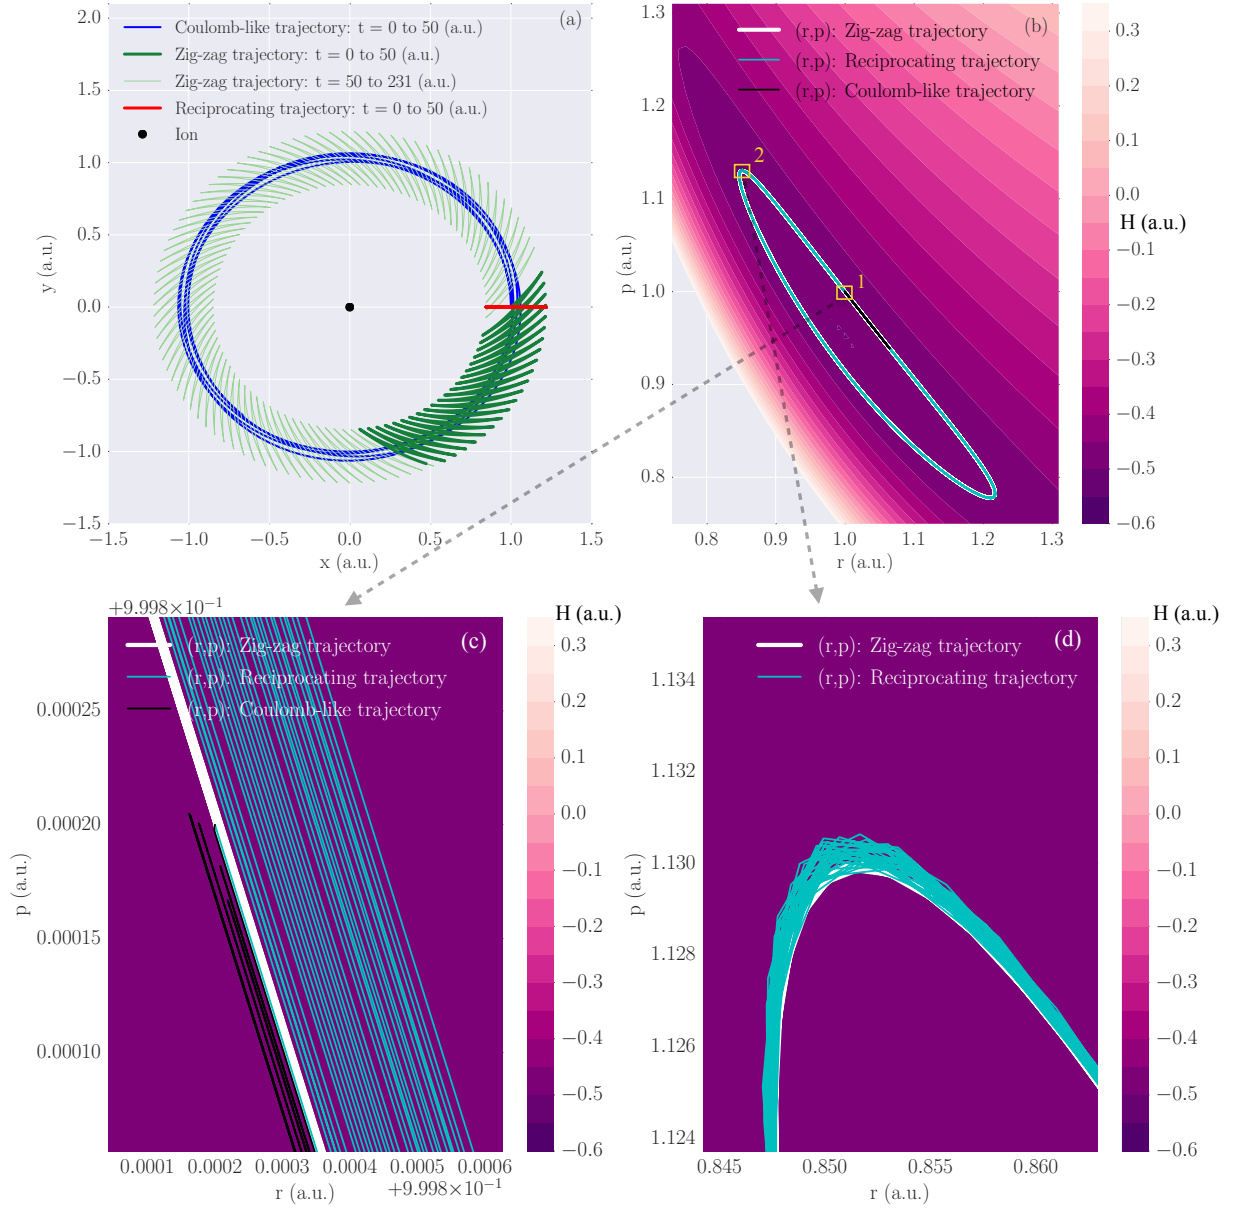 (a)
Coulomb-like trajectory: t = 0 to 50 (a.u.)
Zig-zag trajectory: t = 0 to 50 (a.u.)
Zig-zag trajectory: t = 50 to 231 (a.u.)
Reciprocating trajectory: t = 0 to 50 (a.u.)
Ion
2.0
1.5
1.0
0.5
0.0
−0.5
−1.0
−1.5
y (a.u.)
−1.5 −1.0 −0.5 0.0 0.5 1.0 1.5
x (a.u.)
(b)
(r,p): Zig-zag trajectory
(r,p): Reciprocating trajectory
(r,p): Coulomb-like trajectory
2
1
1.3
1.2
1.1
1.0
0.9
0.8
p (a.u.)
0.8 0.9 1.0 1.1 1.2 1.3
r (a.u.)
H (a.u.)
0.3
0.2
0.1
0.0
−0.1
−0.2
−0.3
−0.4
−0.5
−0.6
+9.998×10⁻¹
(c)
(r,p): Zig-zag trajectory
(r,p): Reciprocating trajectory
(r,p): Coulomb-like trajectory
0.00025
0.00020
0.00015
0.00010
p (a.u.)
0.0001 0.0002 0.0003 0.0004 0.0005 0.0006
r (a.u.)
+9.998×10⁻¹
H (a.u.)
0.3
0.2
0.1
0.0
−0.1
−0.2
−0.3
−0.4
−0.5
−0.6
(d)
(r,p): Zig-zag trajectory
(r,p): Reciprocating trajectory
1.134
1.132
1.130
1.128
1.126
1.124
p (a.u.)
0.845 0.850 0.855 0.860
r (a.u.)
H (a.u.)
0.3
0.2
0.1
0.0
−0.1
−0.2
−0.3
−0.4
−0.5
−0.6